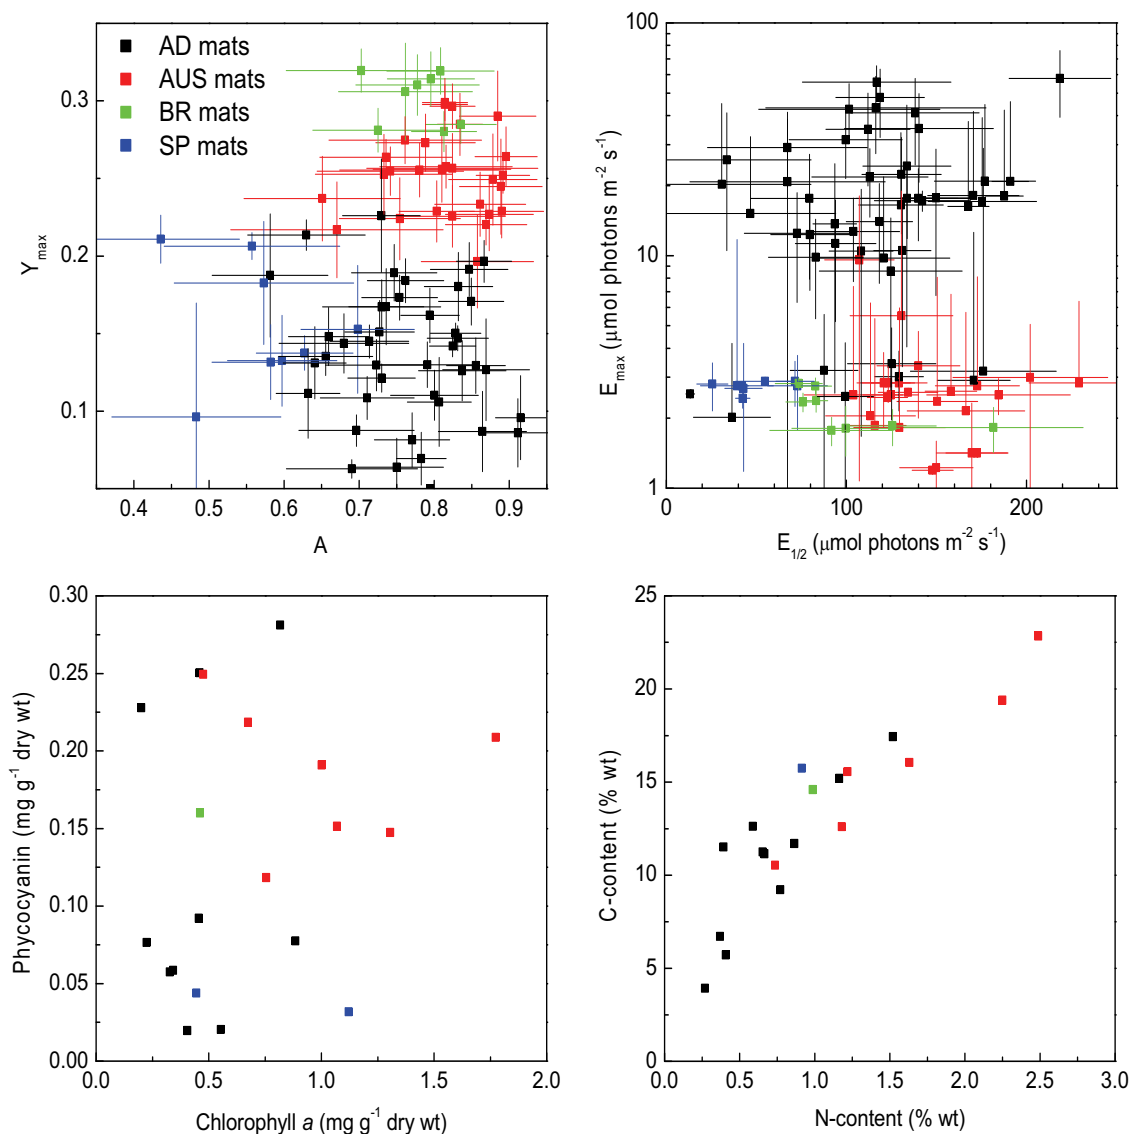 AD mats
AUS mats
BR mats
SP mats
Y_max
0.3
0.2
0.1
0.4 0.5 0.6 0.7 0.8 0.9
A
E_max (μmol photons m^-2 s^-1)
100
10
1
0 100 200
E_1/2 (μmol photons m^-2 s^-1)
Phycocyanin (mg g^-1 dry wt)
0.30
0.25
0.20
0.15
0.10
0.05
0.00
0.0 0.5 1.0 1.5 2.0
Chlorophyll a (mg g^-1 dry wt)
C-content (% wt)
25
20
15
10
5
0
0.0 0.5 1.0 1.5 2.0 2.5 3.0
N-content (% wt)